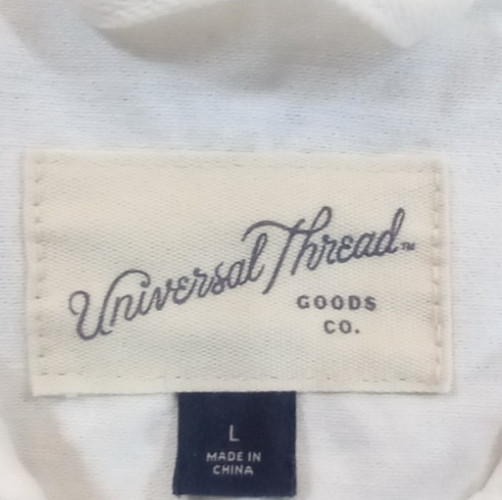 Universal Thread™
GOODS
CO.
L
MADE IN
CHINA